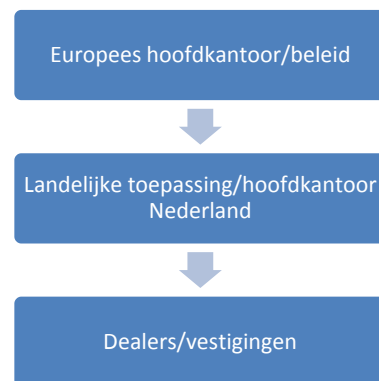 Europees hoofdkantoor/beleid
Landelijke toepassing/hoofdkantoor
Nederland
Dealers/vestigingen